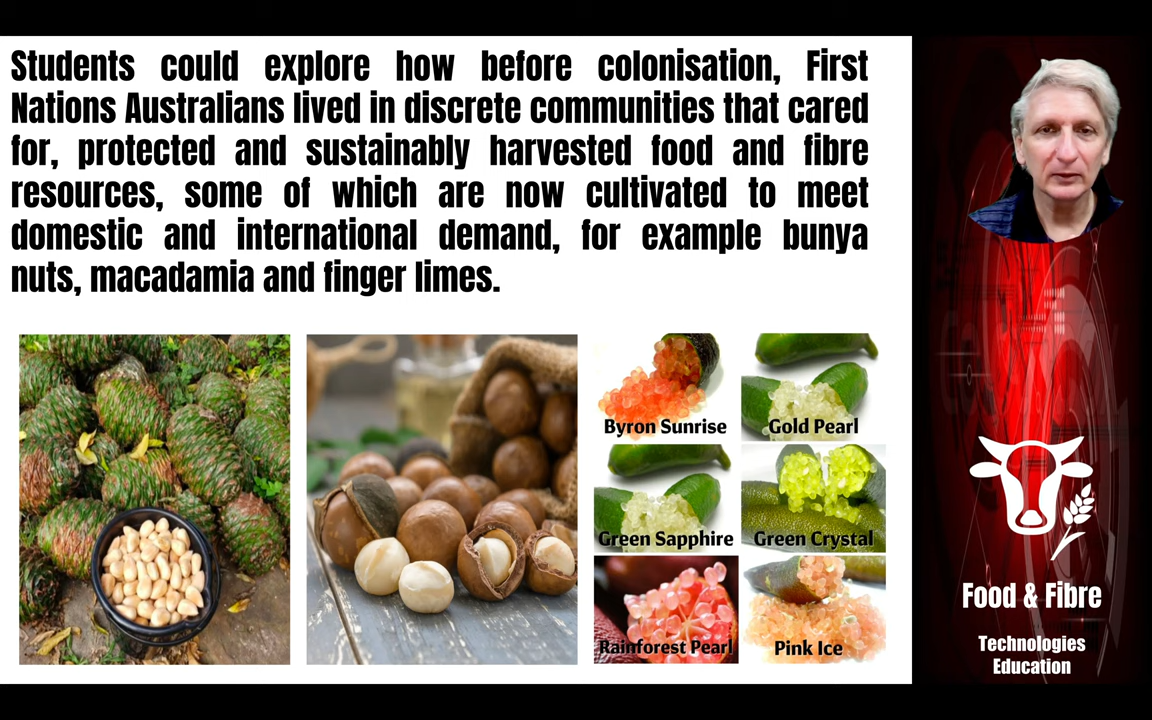 Students could explore how before colonisation, First
Nations Australians lived in discrete communities that cared
for, protected and sustainably harvested food and fibre
resources, some of which are now cultivated to meet
domestic and international demand, for example bunya
nuts, macadamia and finger limes.
Byron Sunrise
Gold Pearl
Green Sapphire
Green Crystal
Rainforest Pearl
Pink Ice
Food & Fibre
Technologies
Education